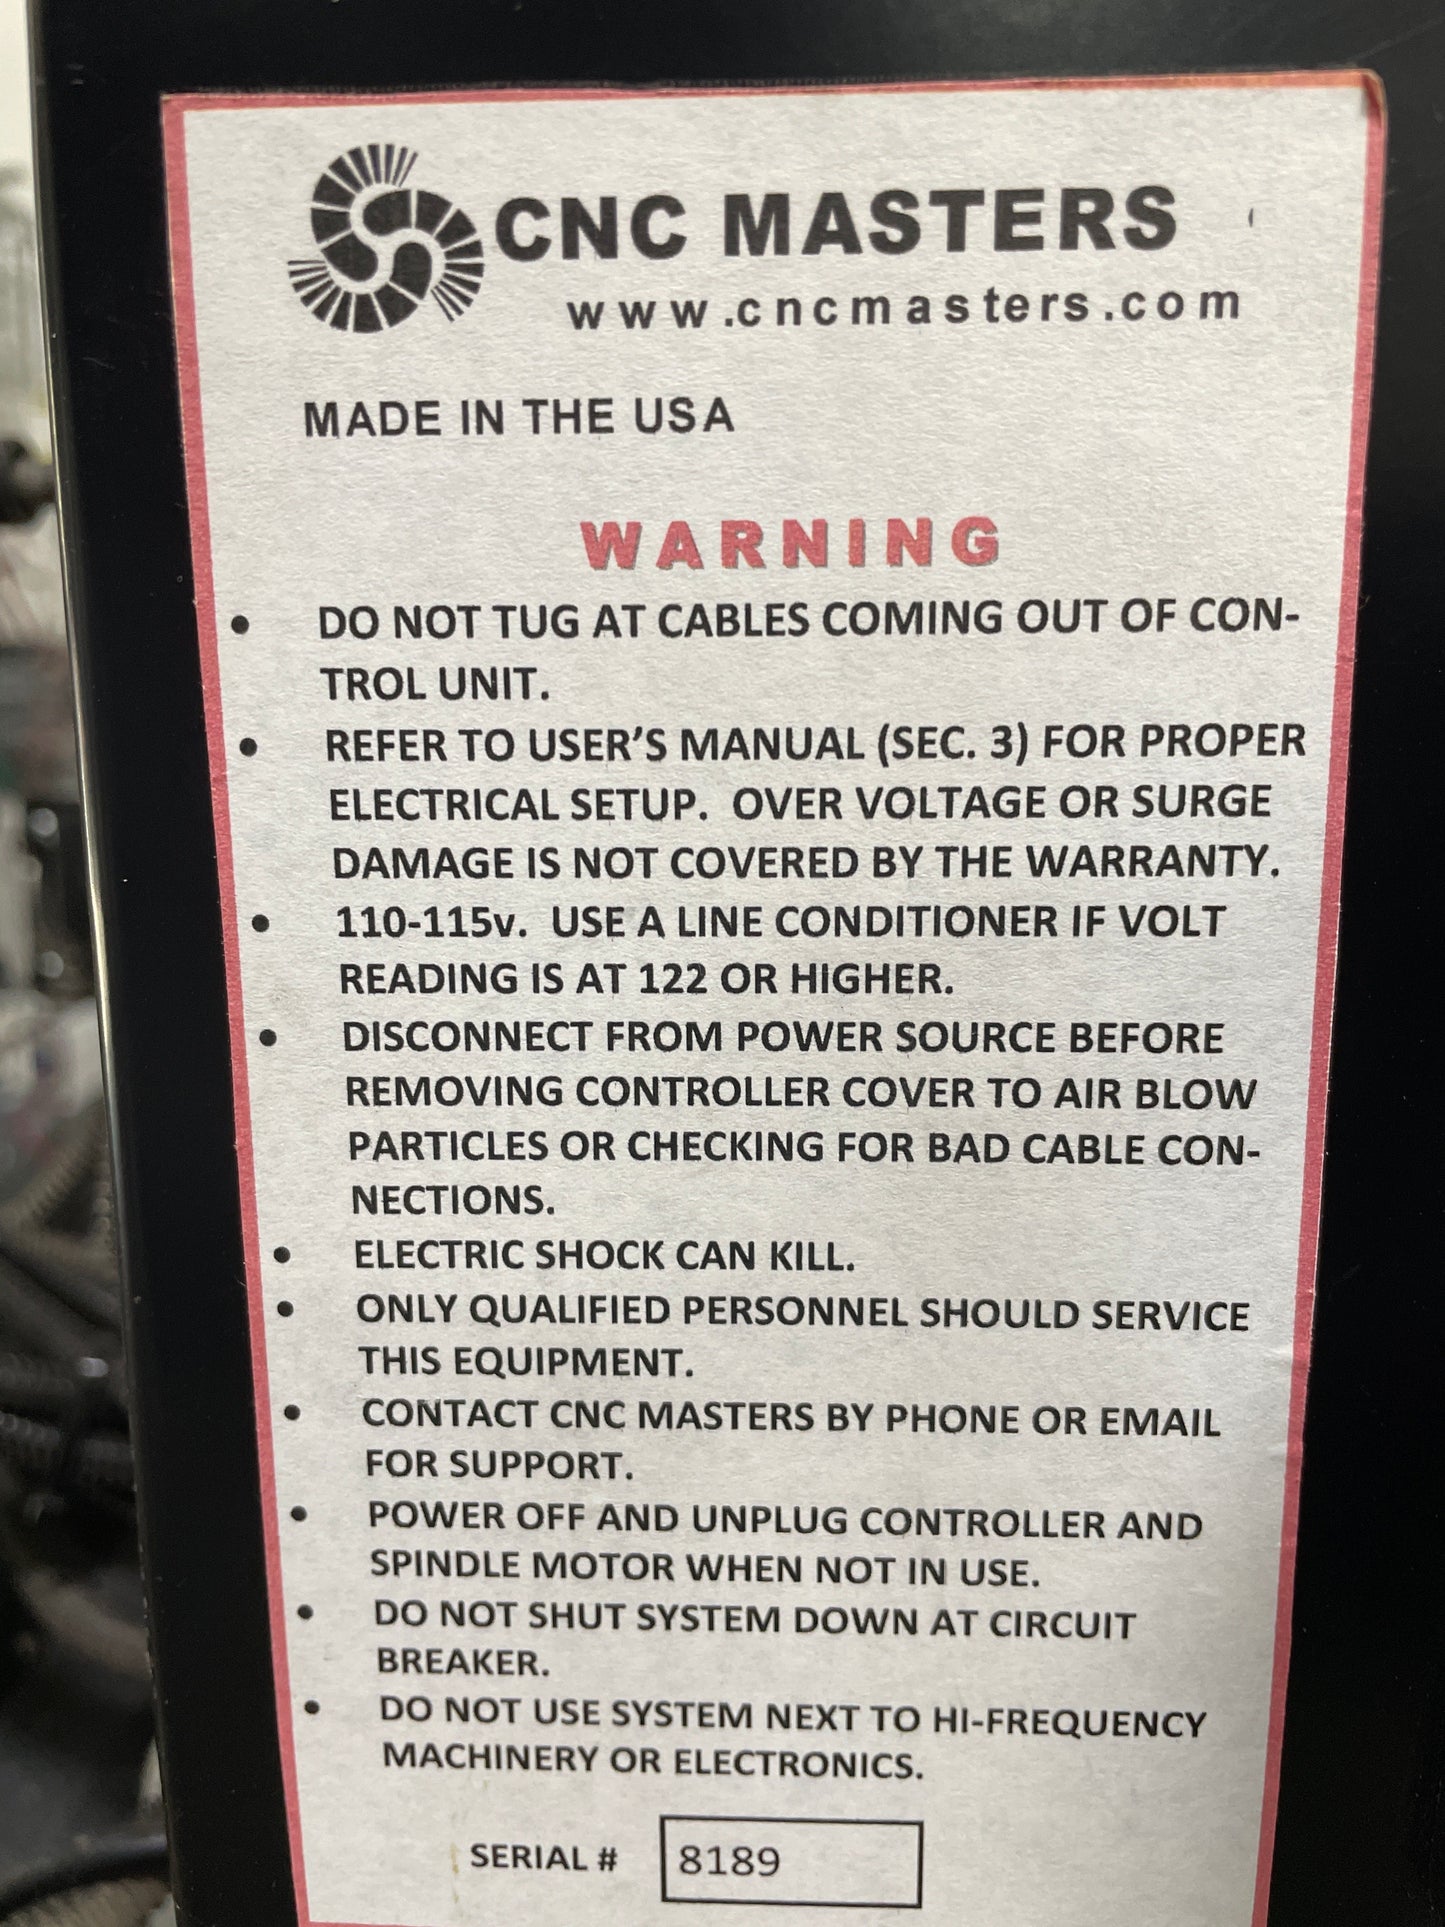 CNC MASTERS
www.cncmasters.com
MADE IN THE USA
WARNING
• DO NOT TUG AT CABLES COMING OUT OF CON-
TROL UNIT.
• REFER TO USER'S MANUAL (SEC. 3) FOR PROPER
ELECTRICAL SETUP.  OVER VOLTAGE OR SURGE
DAMAGE IS NOT COVERED BY THE WARRANTY.
• 110-115v.  USE A LINE CONDITIONER IF VOLT
READING IS AT 122 OR HIGHER.
• DISCONNECT FROM POWER SOURCE BEFORE
REMOVING CONTROLLER COVER TO AIR BLOW
PARTICLES OR CHECKING FOR BAD CABLE CON-
NECTIONS.
• ELECTRIC SHOCK CAN KILL.
• ONLY QUALIFIED PERSONNEL SHOULD SERVICE
THIS EQUIPMENT.
• CONTACT CNC MASTERS BY PHONE OR EMAIL
FOR SUPPORT.
• POWER OFF AND UNPLUG CONTROLLER AND
SPINDLE MOTOR WHEN NOT IN USE.
• DO NOT SHUT SYSTEM DOWN AT CIRCUIT
BREAKER.
• DO NOT USE SYSTEM NEXT TO HI-FREQUENCY
MACHINERY OR ELECTRONICS.
SERIAL # 8189